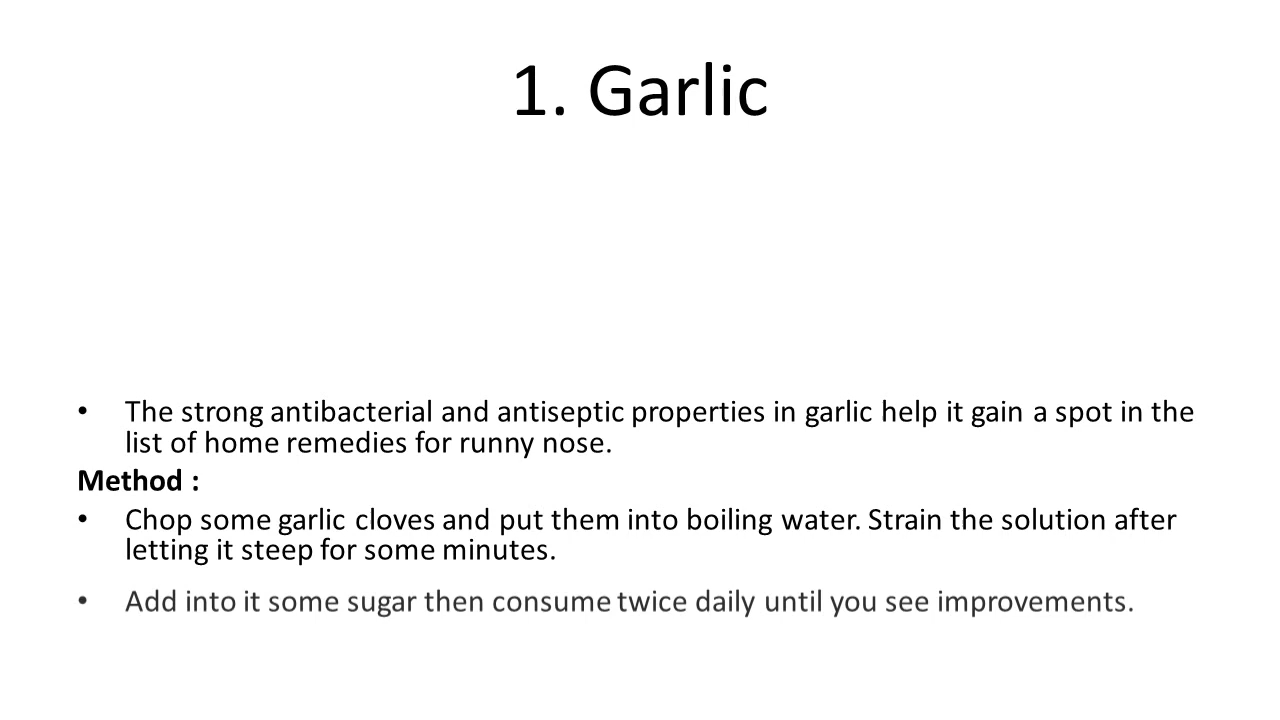 1. Garlic
• The strong antibacterial and antiseptic properties in garlic help it gain a spot in the
list of home remedies for runny nose.
Method :
• Chop some garlic cloves and put them into boiling water. Strain the solution after
letting it steep for some minutes.
• Add into it some sugar then consume twice daily until you see improvements.